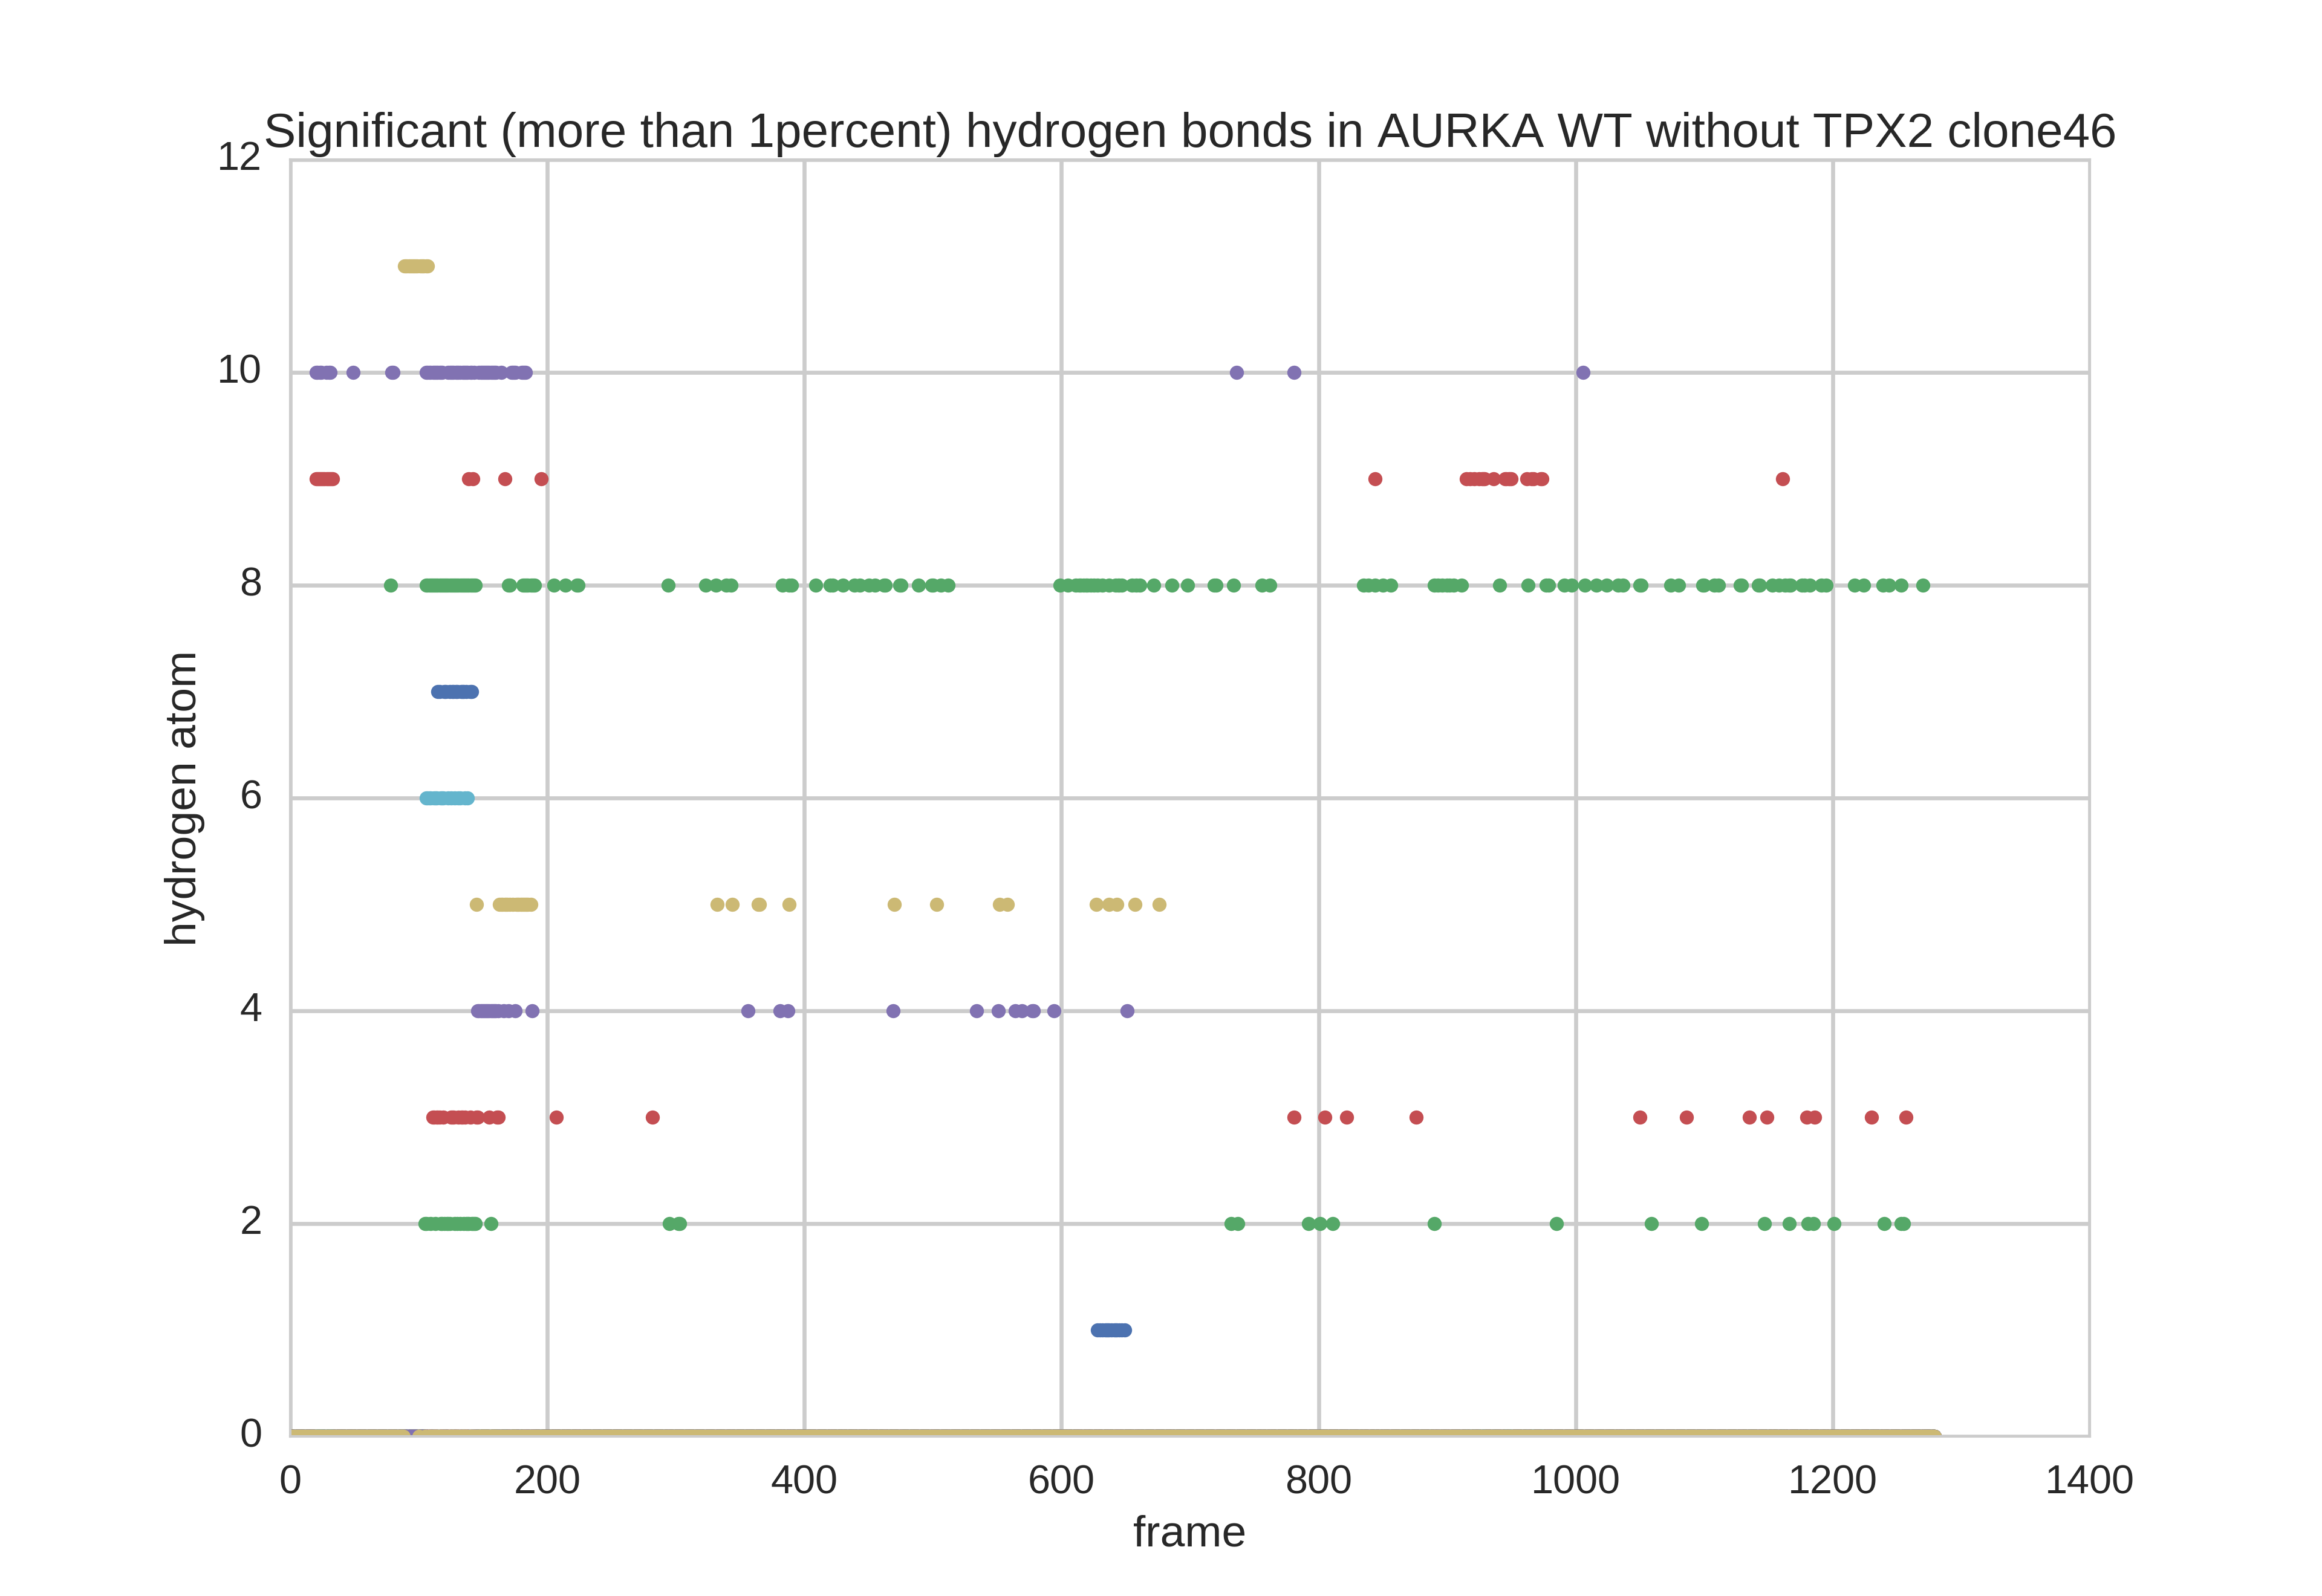 Significant (more than 1percent) hydrogen bonds in AURKA WT without TPX2 clone46
12
10
8
6
4
2
0
hydrogen atom
0 200 400 600 800 1000 1200 1400
frame